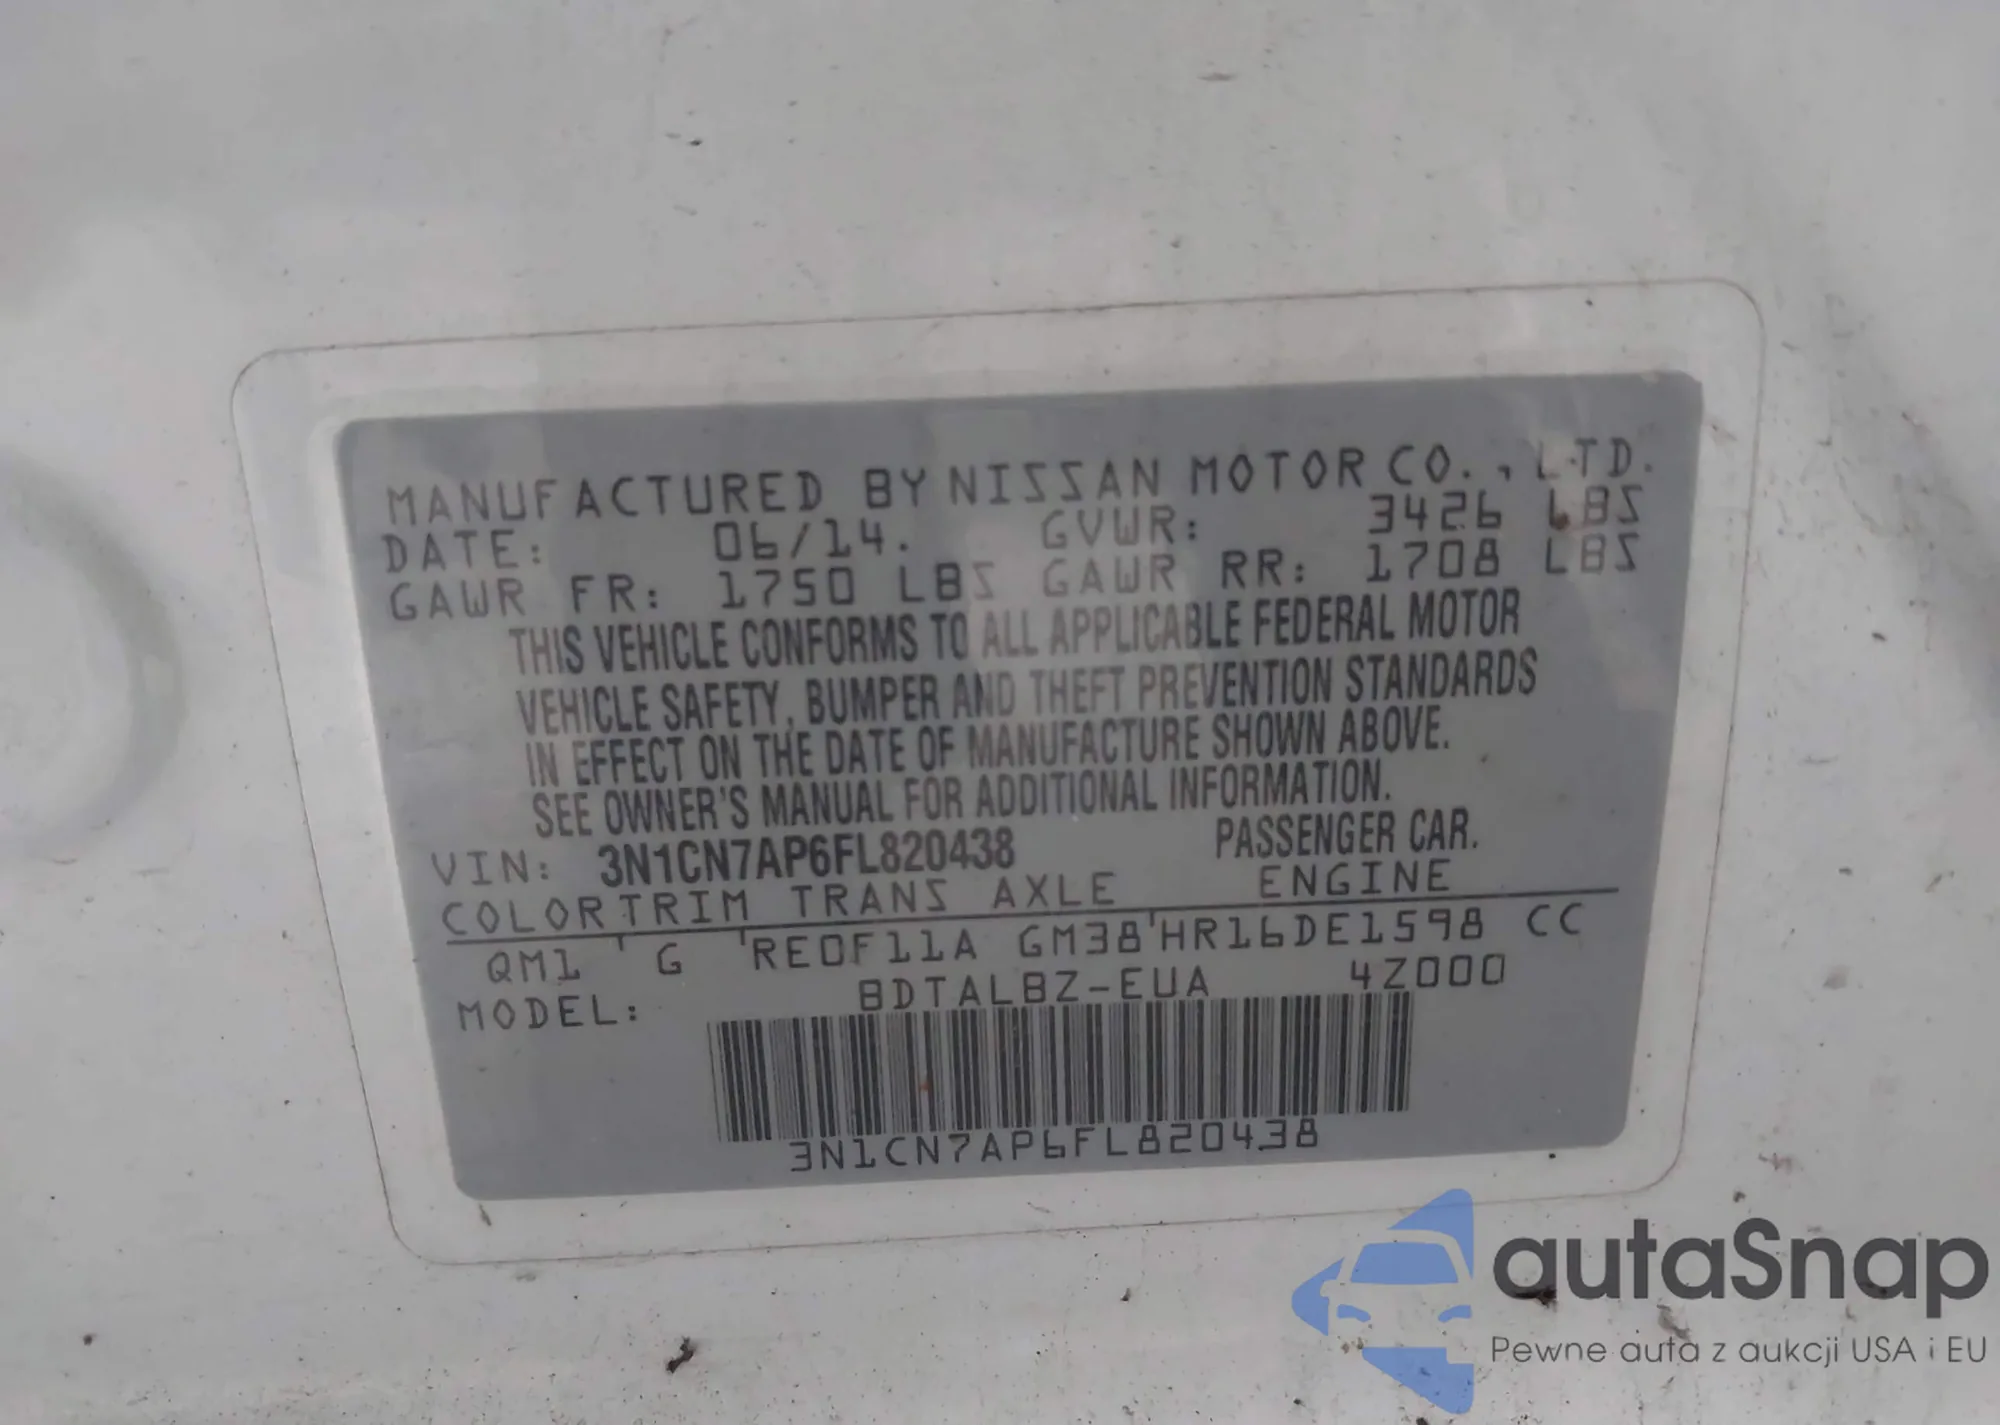 MANUFACTURED BY NISSAN MOTOR CO., LTD.
DATE: 06/14. GVWR: 3426 LBS
GAWR FR: 1750 LBS GAWR RR: 1708 LBS
THIS VEHICLE CONFORMS TO ALL APPLICABLE FEDERAL MOTOR
VEHICLE SAFETY, BUMPER AND THEFT PREVENTION STANDARDS
IN EFFECT ON THE DATE OF MANUFACTURE SHOWN ABOVE.
SEE OWNER'S MANUAL FOR ADDITIONAL INFORMATION.
VIN: 3N1CN7AP6FL820438 PASSENGER CAR.
COLOR TRIM TRANS AXLE ENGINE
QM1 G RE0F11A GM38 HR16DE1598 CC
MODEL: BDTALBZ-EUA 4Z000
3N1CN7AP6FL820438
autaSnap
Pewne auta z aukcji USA i EU